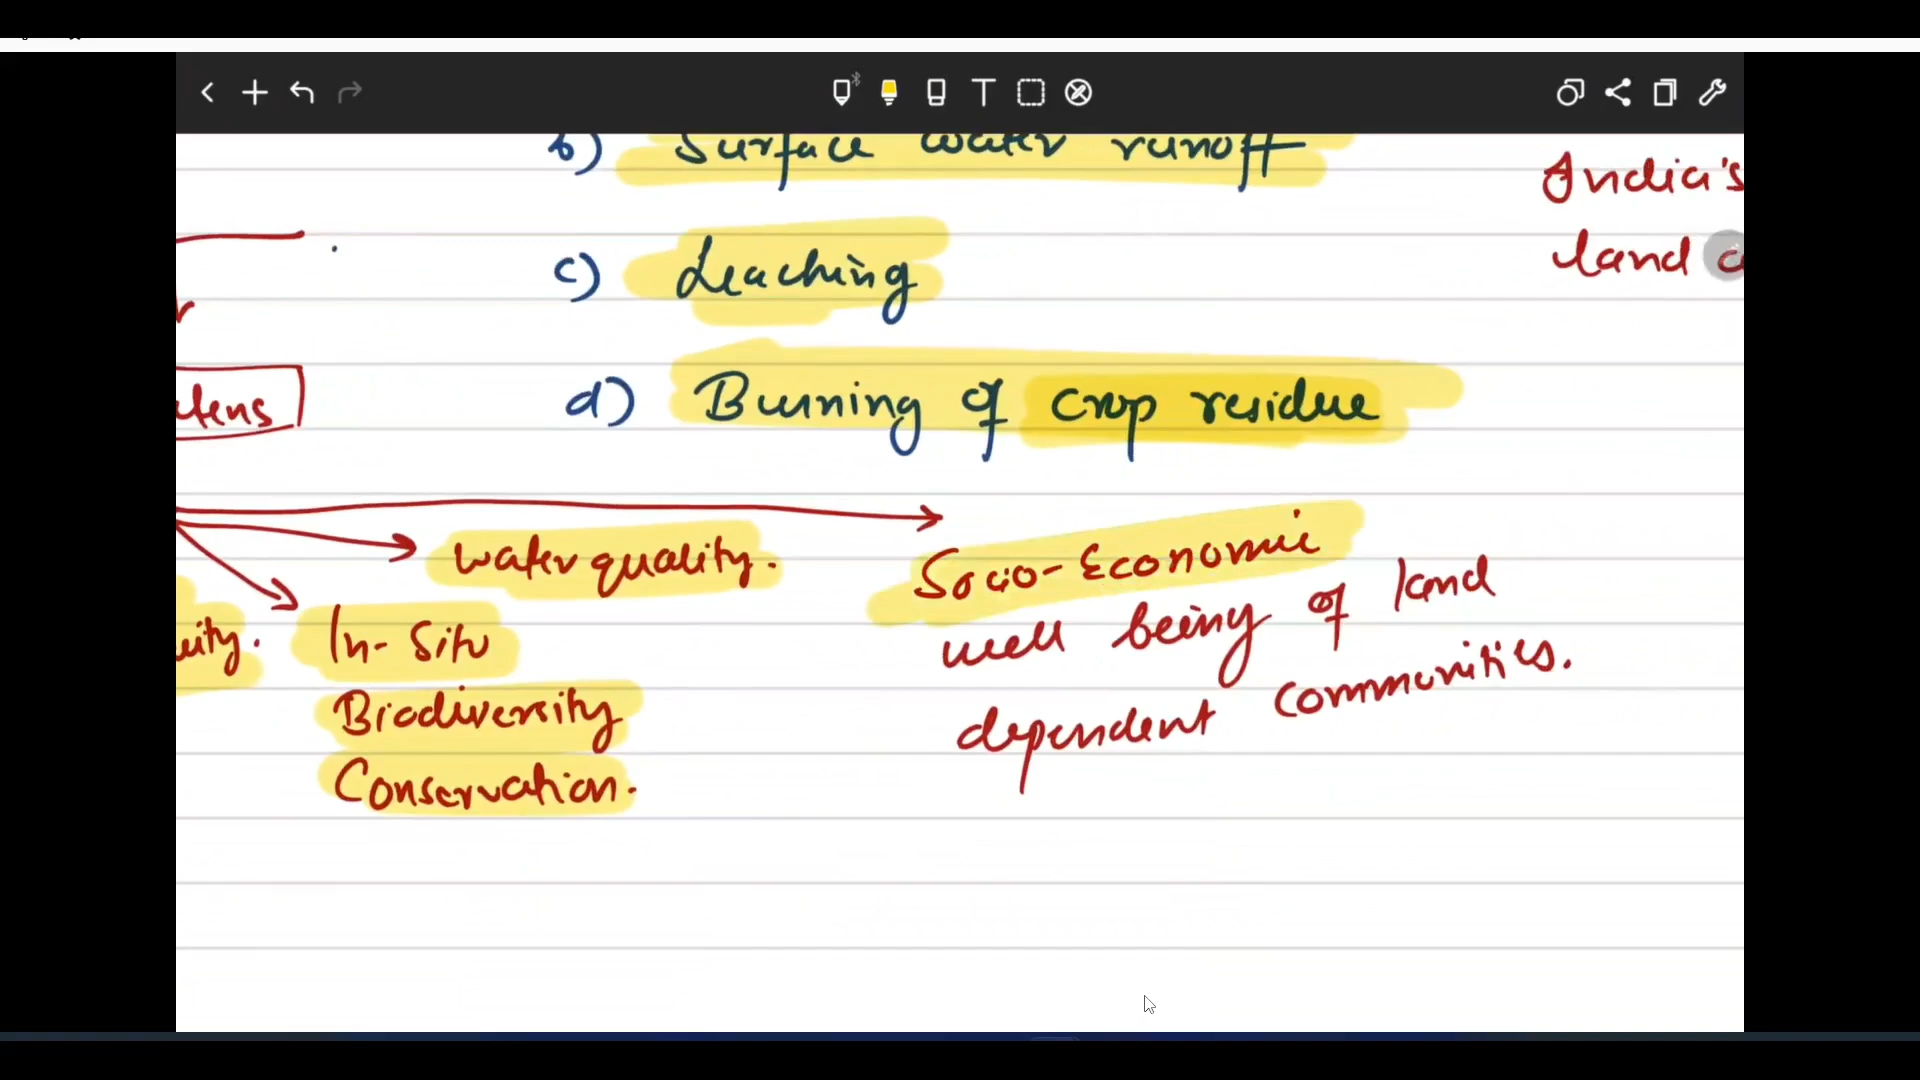 b) Surface water runoff
India's
land
c) Leaching
d) Burning of crop residue
water quality.
Socio-Economic
well being of land
dependent communities.
In-Situ
Biodiversity
Conservation.